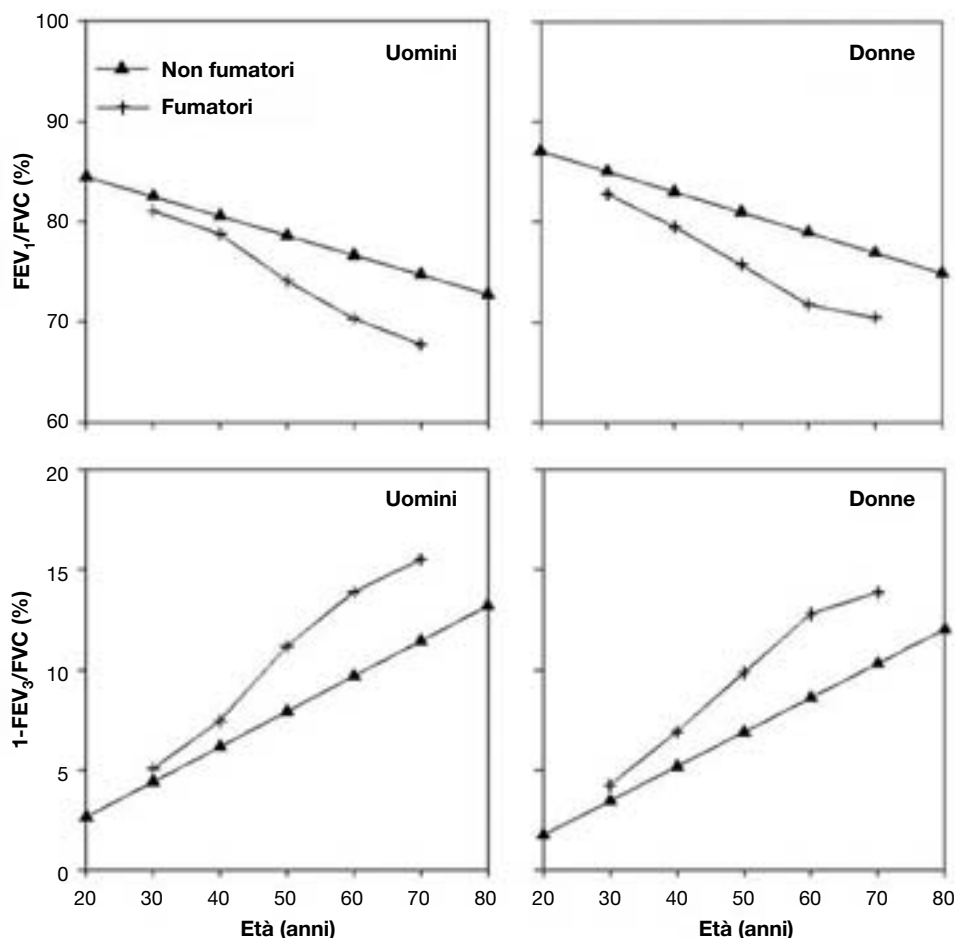 100
90
80
70
60
FEV₁/FVC (%)
Uomini
Non fumatori
Fumatori
Donne
20
15
10
5
0
1-FEV₃/FVC (%)
Uomini
Donne
20 30 40 50 60 70 80
Età (anni)
20 30 40 50 60 70 80
Età (anni)